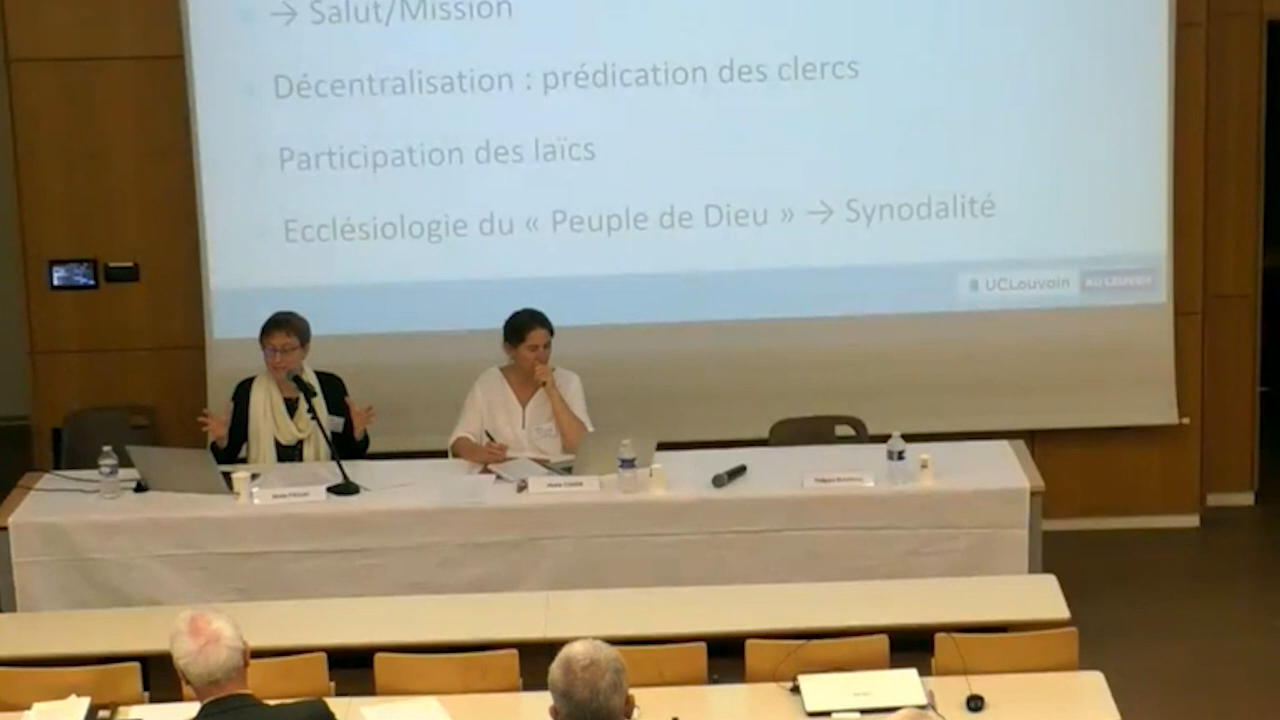 → Salut/Mission
Décentralisation : prédication des clercs
Participation des laïcs
Ecclésiologie du « Peuple de Dieu » → Synodalité
UCLouvain